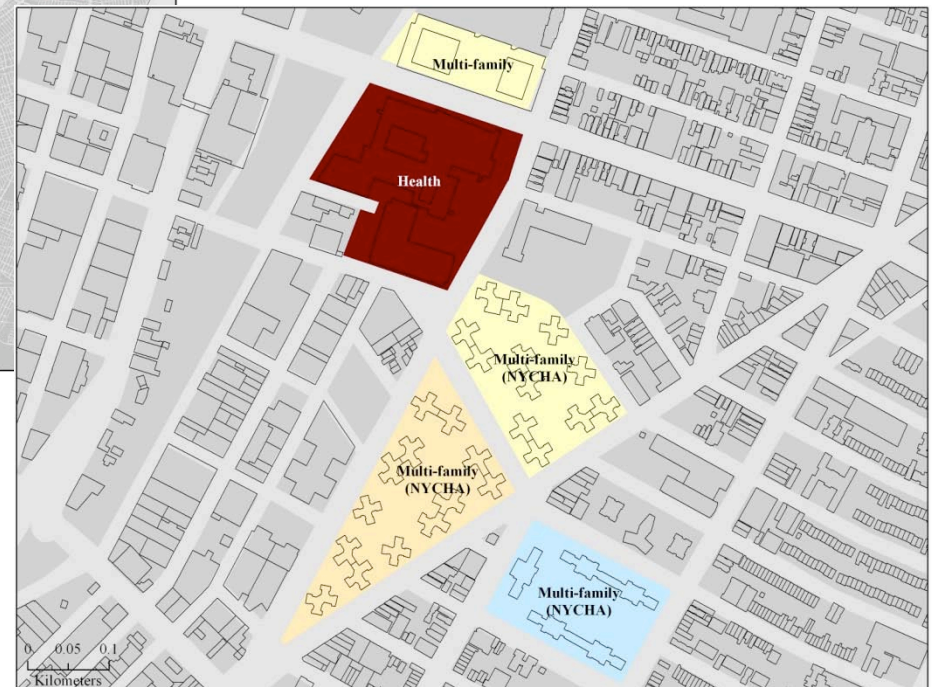 Multi-family
Health
Multi-family
(NYCHA)
Multi-family
(NYCHA)
Multi-family
(NYCHA)
0 0.05 0.1
Kilometers